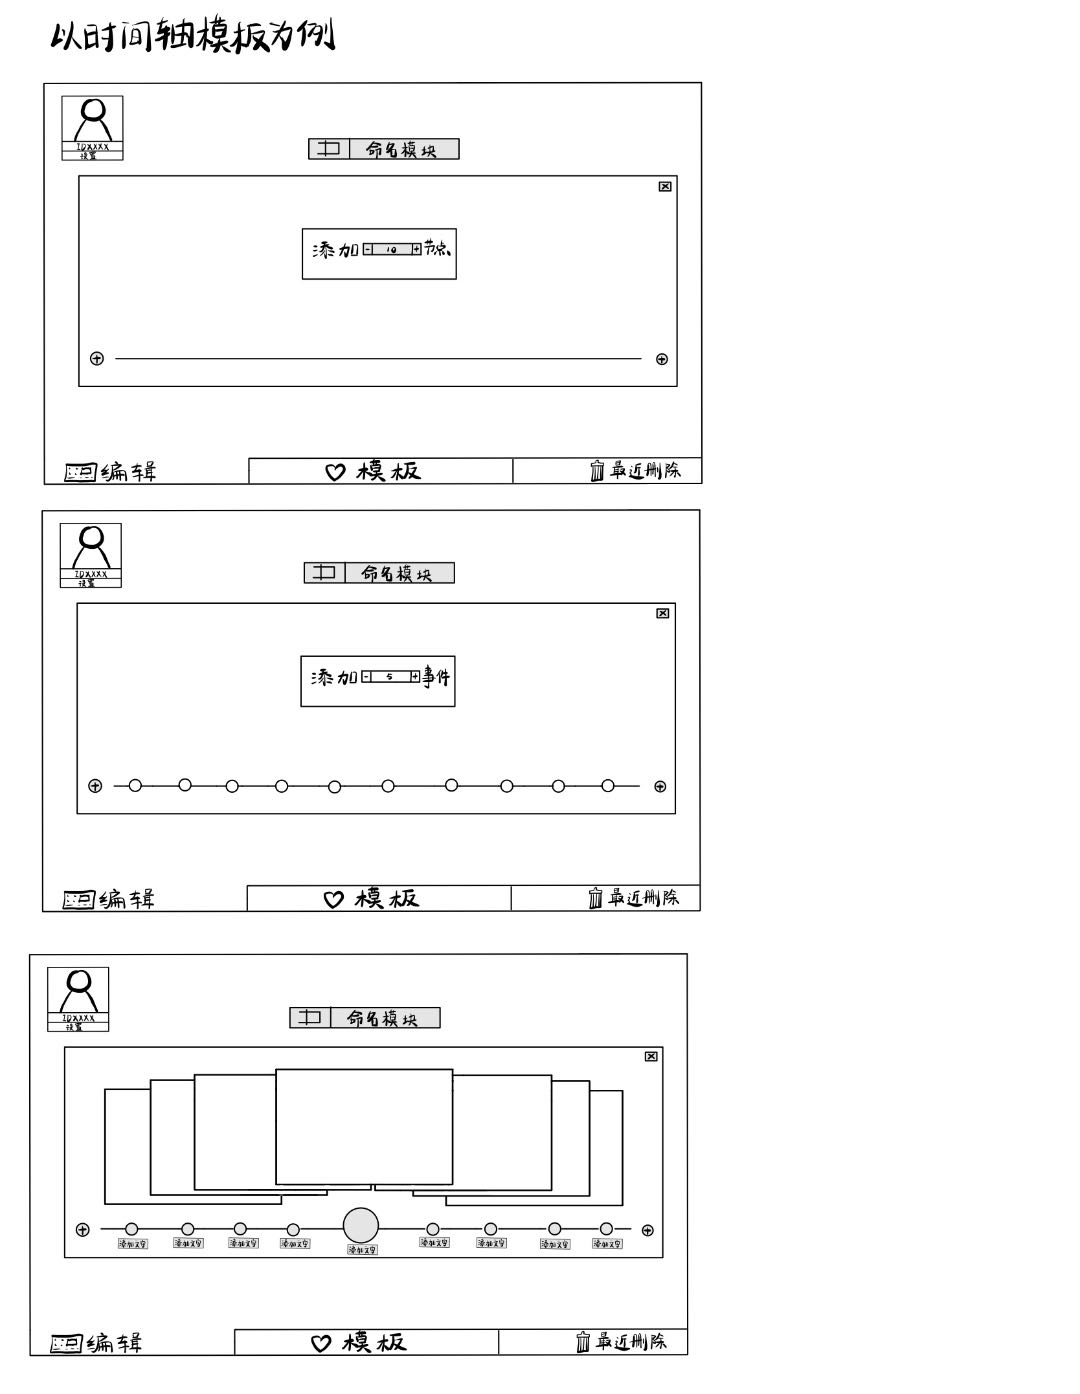 以时间轴模板为例
IDXXXX
设置
命名模块
添加 - 10 + 节点
编辑 模板 最近删除
IDXXXX
设置
命名模块
添加 - 5 + 事件
编辑 模板 最近删除
IDXXXX
设置
命名模块
添加文字 添加文字 添加文字 添加文字 添加文字 添加文字 添加文字 添加文字 添加文字
编辑 模板 最近删除